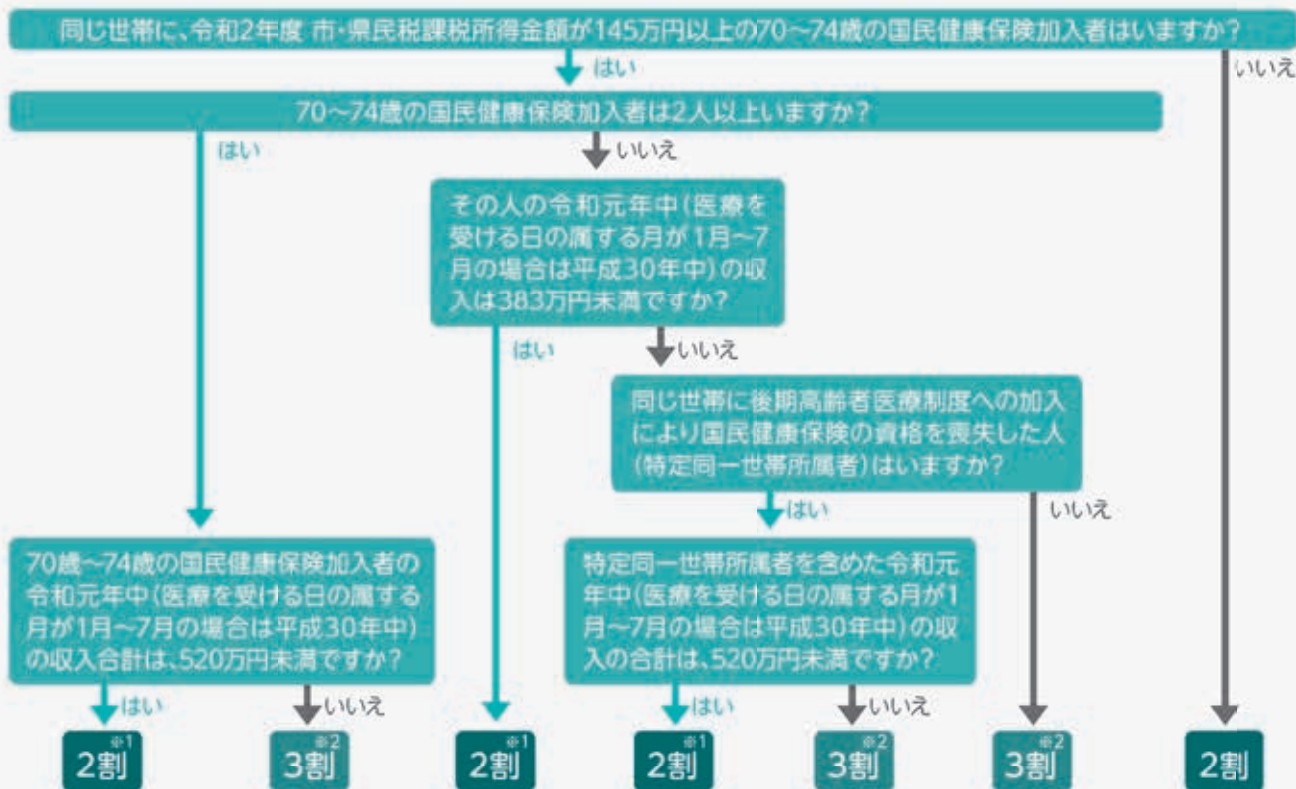 同じ世帯に、令和2年度 市・県民税課税所得金額が145万円以上の70〜74歳の国民健康保険加入者はいますか?
はい
いいえ
70〜74歳の国民健康保険加入者は2人以上いますか?
はい
いいえ
その人の令和元年中(医療を
受ける日の属する月が1月〜7
月の場合は平成30年中)の収
入は383万円未満ですか?
はい
いいえ
同じ世帯に後期高齢者医療制度への加入
により国民健康保険の資格を喪失した人
(特定同一世帯所属者)はいますか?
はい
いいえ
70歳〜74歳の国民健康保険加入者の
令和元年中(医療を受ける日の属する
月が1月〜7月の場合は平成30年中)
の収入合計は、520万円未満ですか?
はい
いいえ
特定同一世帯所属者を含めた令和元
年中(医療を受ける日の属する月が1
月〜7月の場合は平成30年中)の収
入の合計は、520万円未満ですか?
はい
いいえ
2割※1
3割※2
2割※1
2割※1
3割※2
3割※2
2割